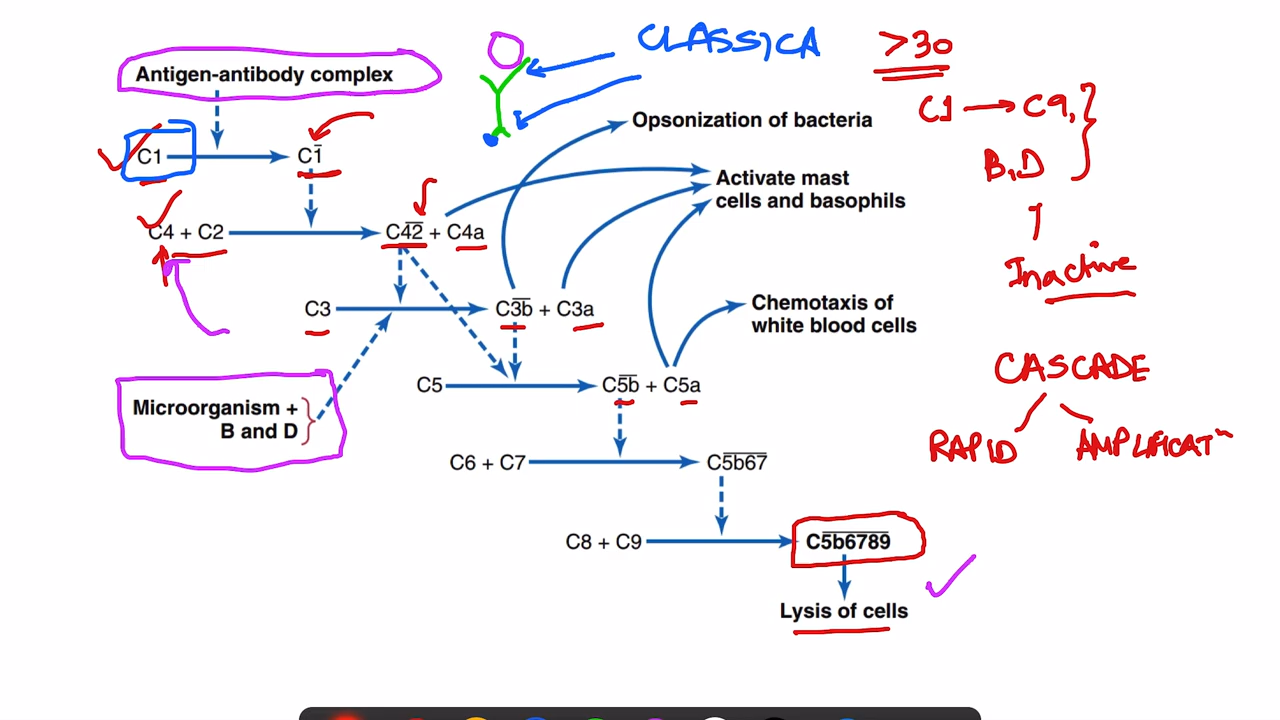 CLASSICA
>30
Antigen-antibody complex
C1 → C9,
B, D
Inactive
CASCADE
RAPID
AMPLIFICAT~
Opsonization of bacteria
C1
C1̅
Activate mast
cells and basophils
C4 + C2
C4̅2̅ + C4a
C3
C3̅b̅ + C3a
Chemotaxis of
white blood cells
C5
C5̅b̅ + C5a
Microorganism +
B and D
C6 + C7
C5̅b̅6̅7̅
C8 + C9
C5̅b̅6̅7̅8̅9̅
Lysis of cells